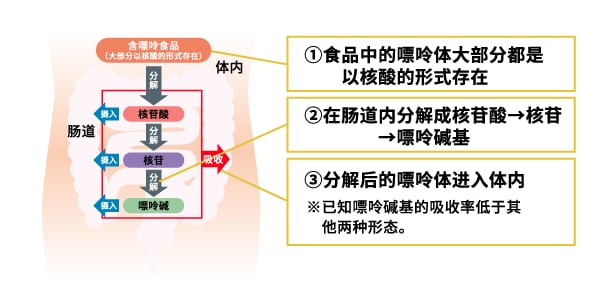 含嘌呤食品
（大部分以核酸的形式存在）
体内
分解
摄入
核苷酸
肠道
分解
摄入
核苷
吸收
分解
摄入
嘌呤碱
①食品中的嘌呤体大部分都是
以核酸的形式存在
②在肠道内分解成核苷酸→核苷
→嘌呤碱基
③分解后的嘌呤体进入体内
※已知嘌呤碱基的吸收率低于其
他两种形态。